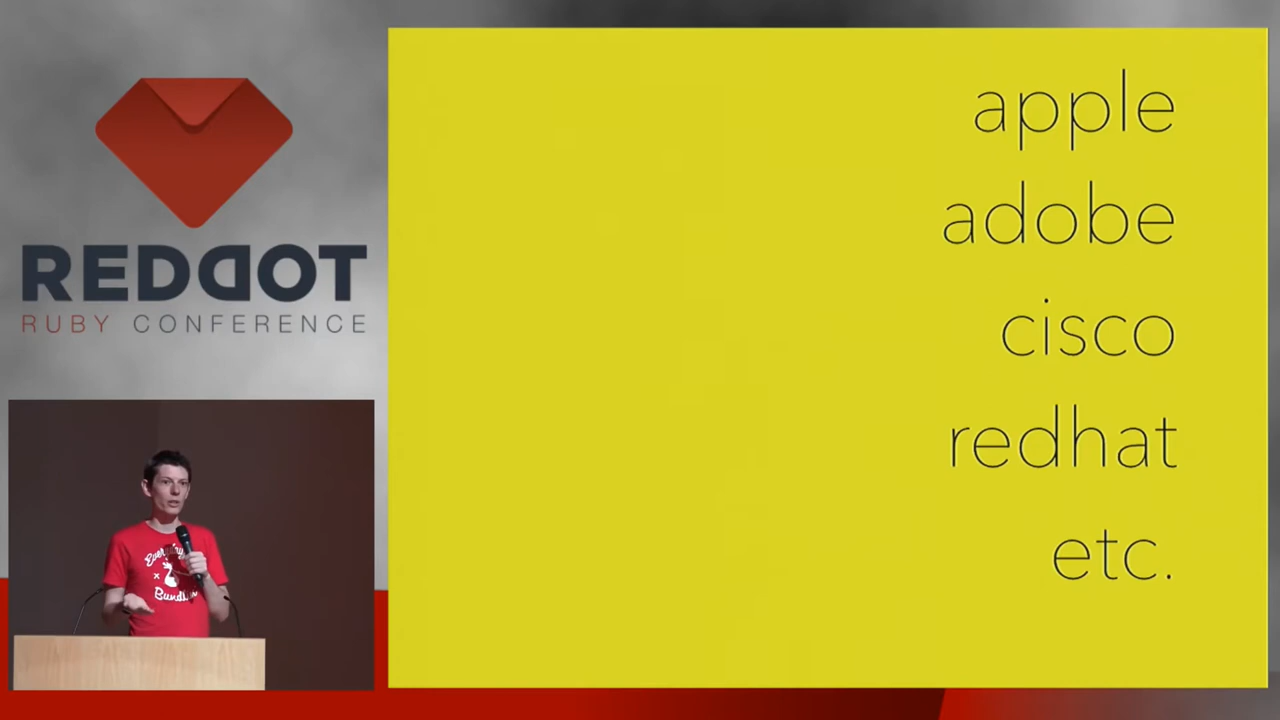 REDDOT
RUBY CONFERENCE
apple
adobe
cisco
redhat
etc.